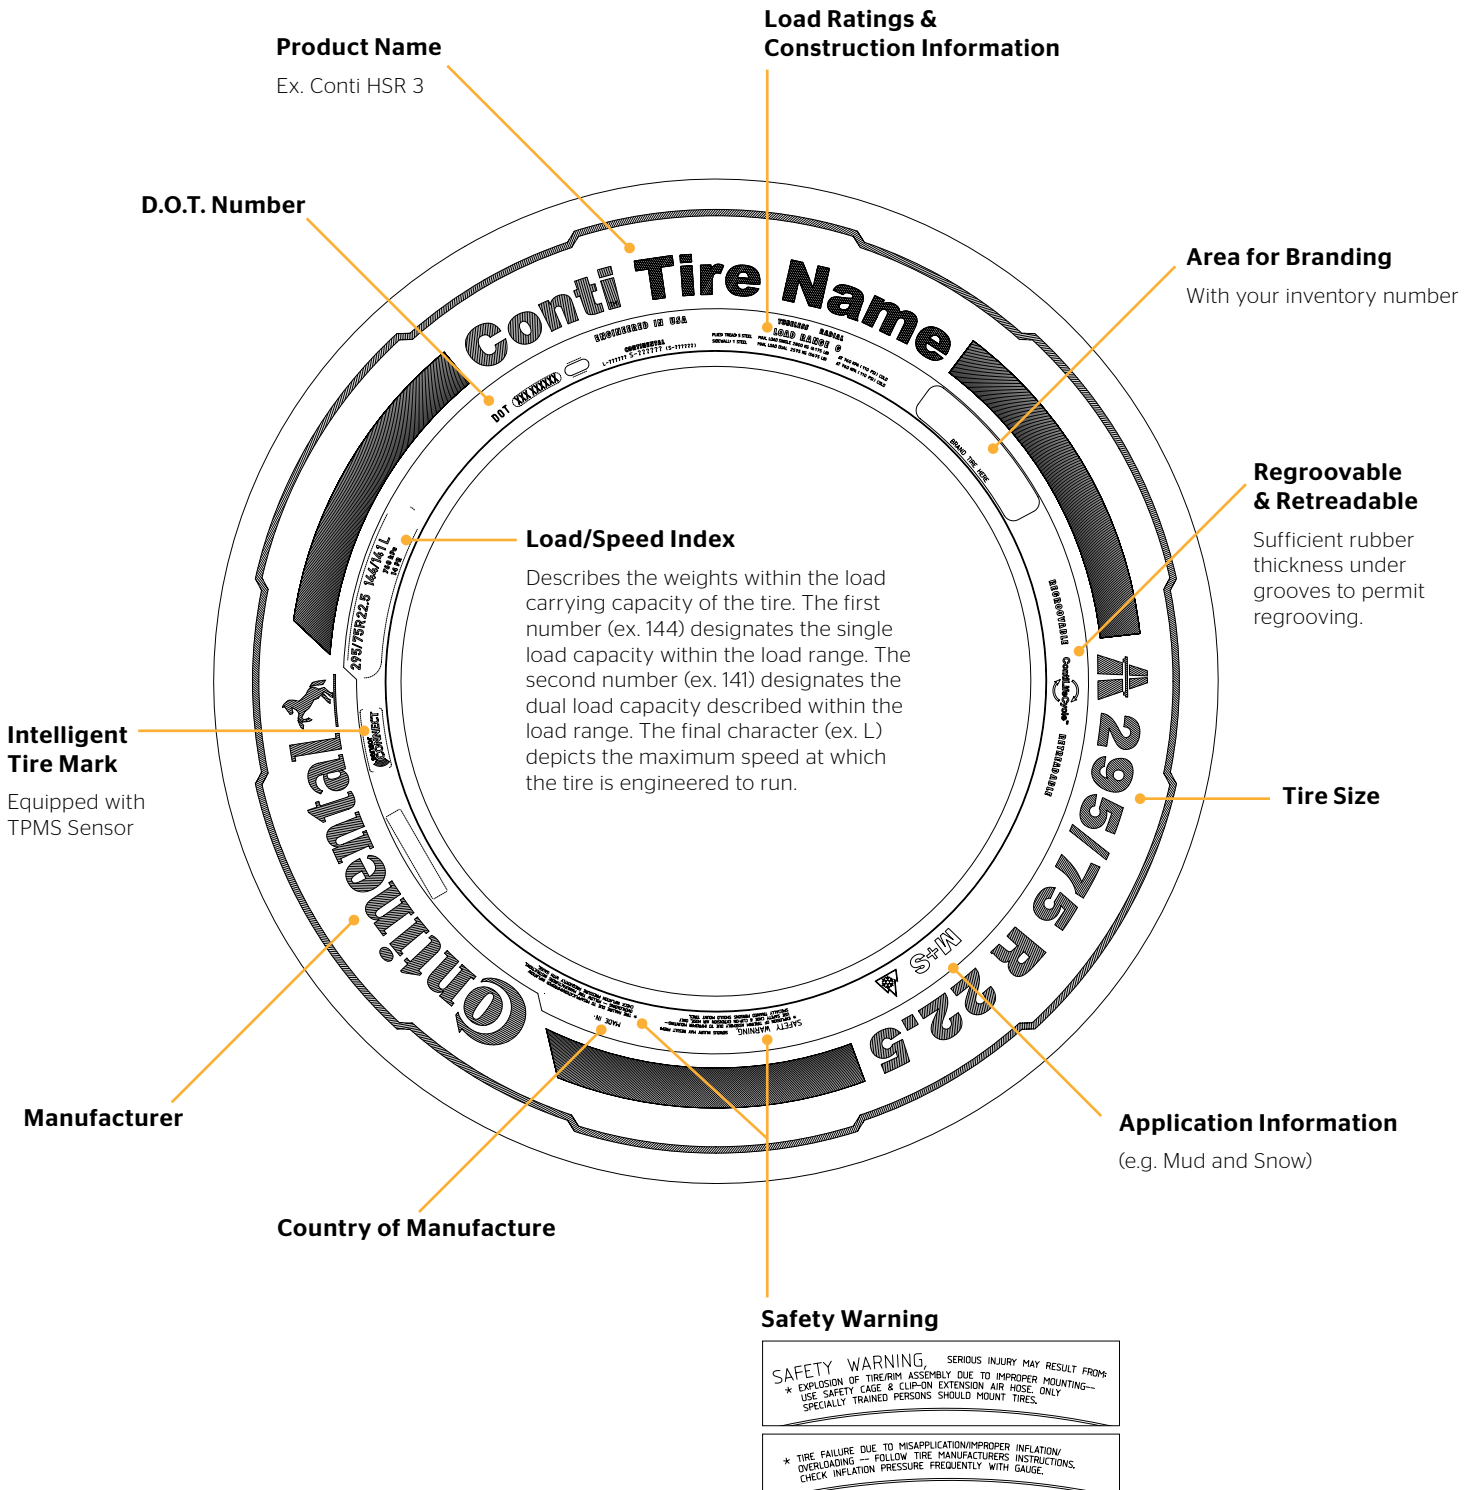 Load Ratings &
Construction Information
Product Name
Ex. Conti HSR 3
D.O.T. Number
Area for Branding
With your inventory number
Conti Tire Name
ENGINEERED IN USA
CONTINENTAL
L-?????? S-?????? (S-??????)
TUBELESS RADIAL
LOAD RANGE G
DOT XXX XXXXXX
BRAND TIRE HERE
Regroovable
& Retreadable
Sufficient rubber
thickness under
grooves to permit
regrooving.
REGROOVABLE ContiLifeCycle™ RETREADABLE
295/75R22.5 144/141 L
760 kPa
14 PR
Load/Speed Index
Describes the weights within the load
carrying capacity of the tire. The first
number (ex. 144) designates the single
load capacity within the load range. The
second number (ex. 141) designates the
dual load capacity described within the
load range. The final character (ex. L)
depicts the maximum speed at which
the tire is engineered to run.
Intelligent
Tire Mark
Equipped with
TPMS Sensor
CONNECT
Continental
295/75 R 22.5
Tire Size
M+S
MADE IN
SAFETY WARNING
Manufacturer
Application Information
(e.g. Mud and Snow)
Country of Manufacture
Safety Warning
SAFETY WARNING, SERIOUS INJURY MAY RESULT FROM:
* EXPLOSION OF TIRE/RIM ASSEMBLY DUE TO IMPROPER MOUNTING--
USE SAFETY CAGE & CLIP-ON EXTENSION AIR HOSE. ONLY
SPECIALLY TRAINED PERSONS SHOULD MOUNT TIRES.
* TIRE FAILURE DUE TO MISAPPLICATION/IMPROPER INFLATION/
OVERLOADING -- FOLLOW TIRE MANUFACTURERS INSTRUCTIONS.
CHECK INFLATION PRESSURE FREQUENTLY WITH GAUGE.